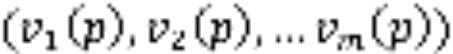 (v₁(p), v₂(p), ... vₘ(p))